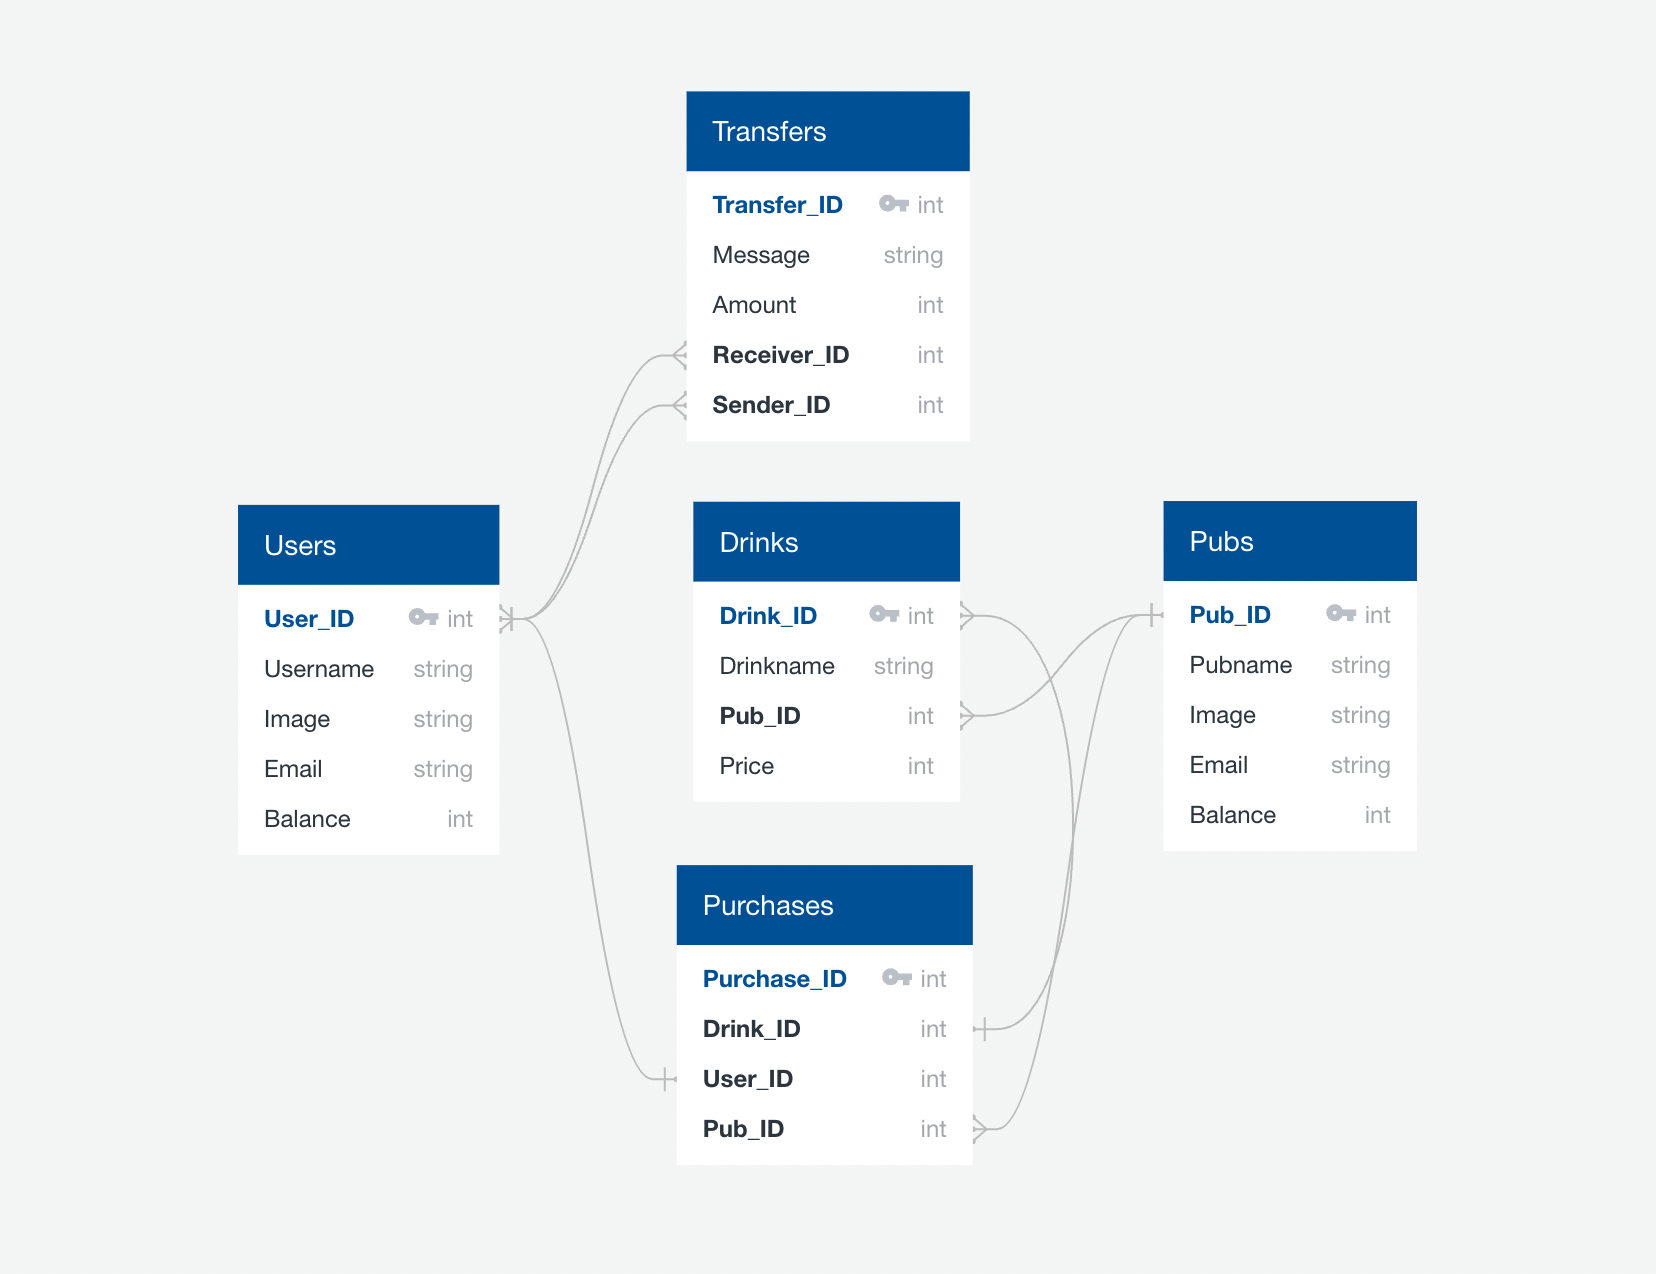 Transfers
Transfer_ID int
Message string
Amount int
Receiver_ID int
Sender_ID int
Users
User_ID int
Username string
Image string
Email string
Balance int
Drinks
Drink_ID int
Drinkname string
Pub_ID int
Price int
Pubs
Pub_ID int
Pubname string
Image string
Email string
Balance int
Purchases
Purchase_ID int
Drink_ID int
User_ID int
Pub_ID int